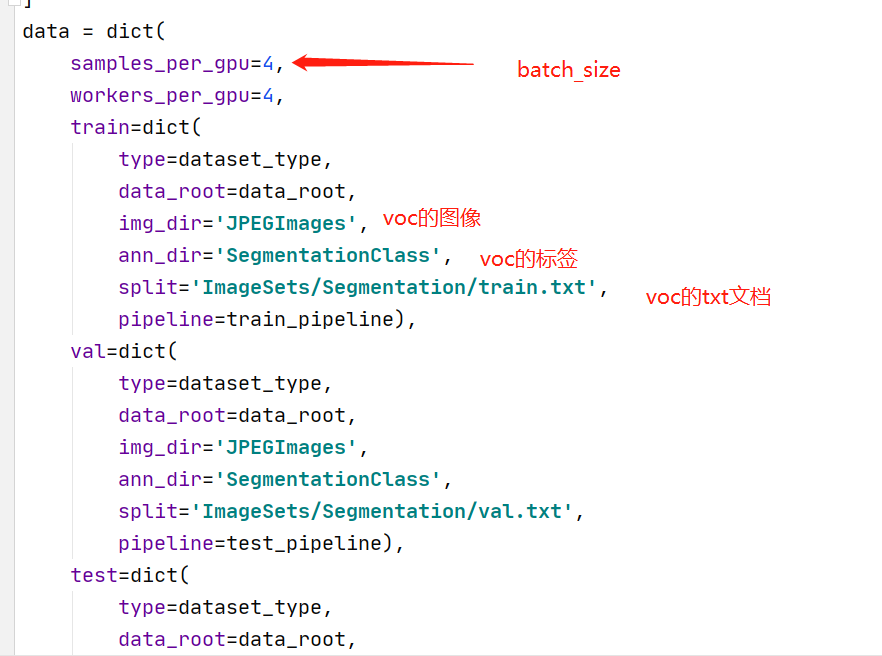 ]
data = dict(
samples_per_gpu=4, batch_size
workers_per_gpu=4,
train=dict(
type=dataset_type,
data_root=data_root,
img_dir='JPEGImages', voc的图像
ann_dir='SegmentationClass', voc的标签
split='ImageSets/Segmentation/train.txt', voc的txt文档
pipeline=train_pipeline),
val=dict(
type=dataset_type,
data_root=data_root,
img_dir='JPEGImages',
ann_dir='SegmentationClass',
split='ImageSets/Segmentation/val.txt',
pipeline=test_pipeline),
test=dict(
type=dataset_type,
data_root=data_root,